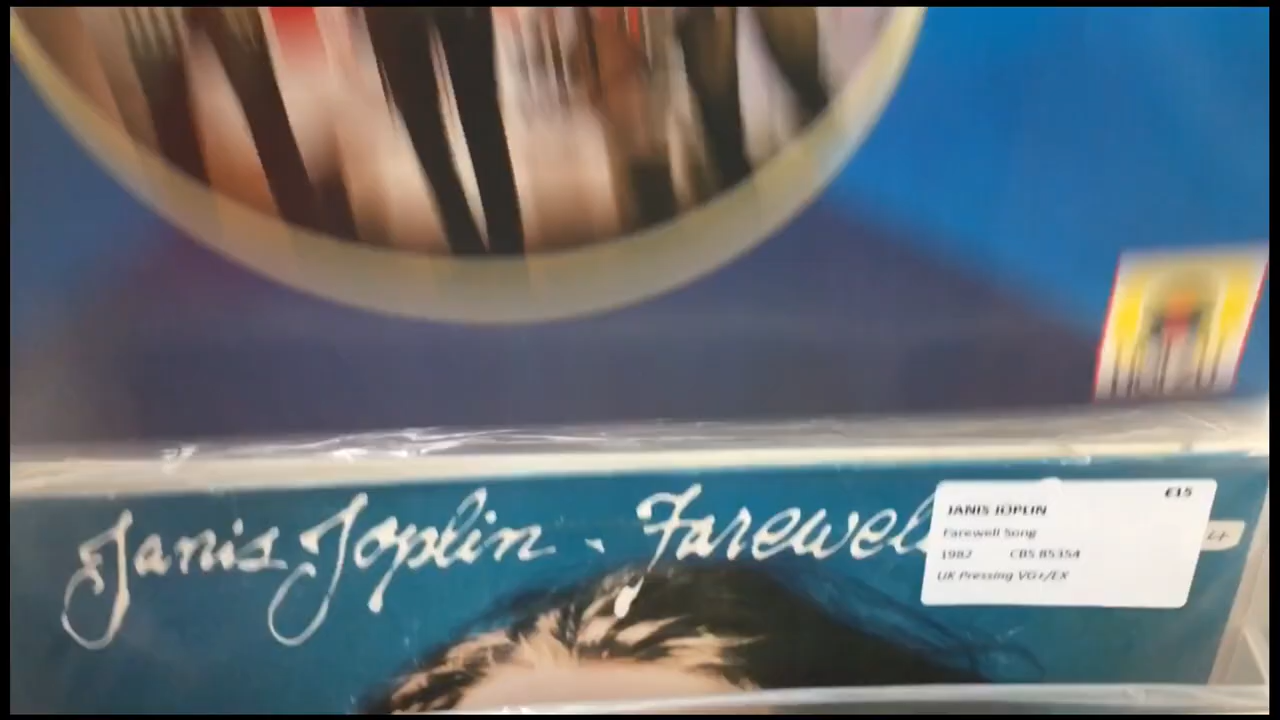 Janis Joplin - Farewel
€15
JANIS JOPLIN
Farewell Song
1982 CBS 85354
UK Pressing VG+/EX